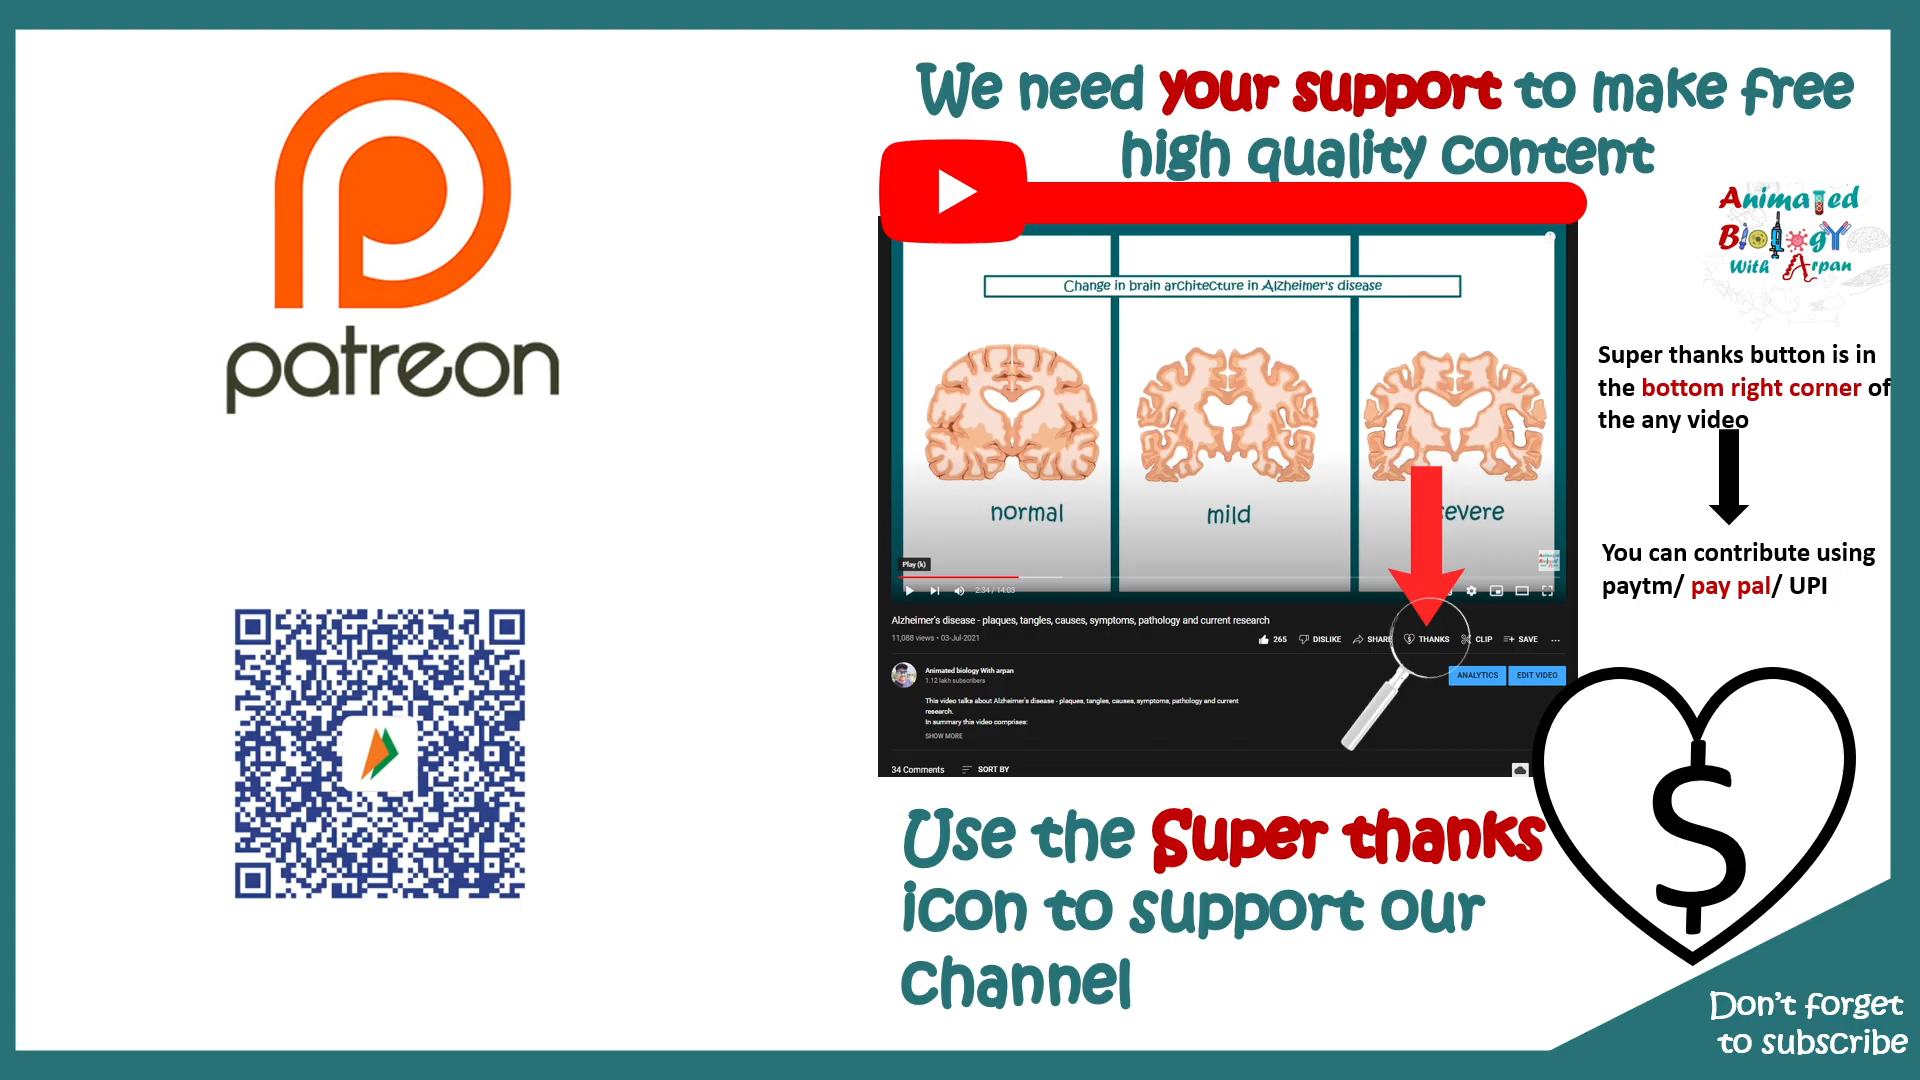 patreon
We need your support to make free
high quality content
Animated
Biology
With Arpan
Change in brain architecture in Alzheimer's disease
normal
mild
severe
Play (k)
2:34 / 14:03
Alzheimer's disease - plaques, tangles, causes, symptoms, pathology and current research
11,088 views • 03-Jul-2021
265 DISLIKE SHARE THANKS CLIP SAVE ...
Animated biology With arpan
1.12 lakh subscribers
ANALYTICS
EDIT VIDEO
This video talks about Alzheimer's disease - plaques, tangles, causes, symptoms, pathology and current
research.
In summary this video comprises:
SHOW MORE
34 Comments
SORT BY
Super thanks button is in
the bottom right corner of
the any video
You can contribute using
paytm/ pay pal/ UPI
$
Use the Super thanks
icon to support our
channel
Don't forget
to subscribe